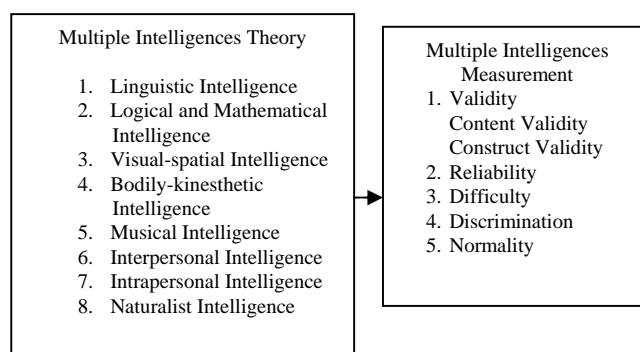 Multiple Intelligences Theory
1. Linguistic Intelligence
2. Logical and Mathematical
Intelligence
3. Visual-spatial Intelligence
4. Bodily-kinesthetic
Intelligence
5. Musical Intelligence
6. Interpersonal Intelligence
7. Intrapersonal Intelligence
8. Naturalist Intelligence
Multiple Intelligences
Measurement
1. Validity
Content Validity
Construct Validity
2. Reliability
3. Difficulty
4. Discrimination
5. Normality